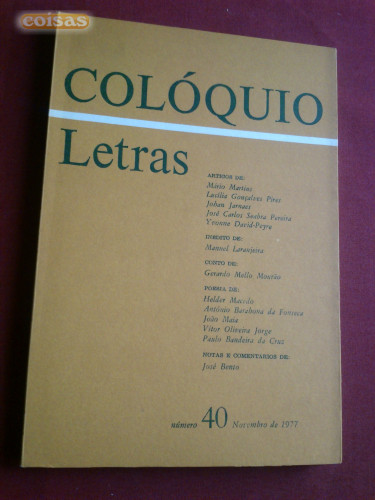 coisas
COLÓQUIO
Letras
ARTIGOS DE:
Mário Martins
Lucília Gonçalves Pires
Johan Jarnaes
José Carlos Seabra Pereira
Yvonne David-Peyre
INÉDITO DE:
Manuel Laranjeira
CONTO DE:
Gerardo Mello Mourão
POESIA DE:
Helder Macedo
António Barahona da Fonseca
João Maia
Vítor Oliveira Jorge
Paulo Bandeira da Cruz
NOTAS E COMENTÁRIOS DE:
José Bento
número 40 Novembro de 1977